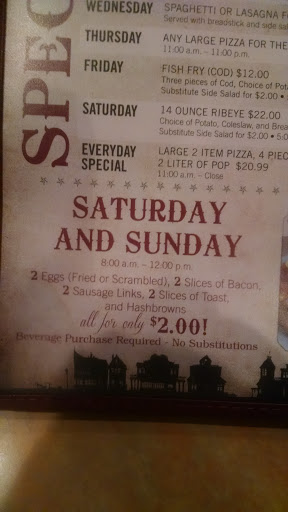 SPEC
WEDNESDAY SPAGHETTI OR LASAGNA
Served with breadstick and side
THURSDAY ANY LARGE PIZZA FOR THE
11:00 a.m. – 11:00 p.m.
FRIDAY FISH FRY (COD) $12.00
Three pieces of Cod, Choice of
Substitute Side Salad for $2.00 •
SATURDAY 14 OUNCE RIBEYE $22.00
Choice of Potato, Coleslaw, and
Substitute Side Salad for $2.00 •
EVERYDAY LARGE 2 ITEM PIZZA, 4
SPECIAL 2 LITER OF POP $20.99
11:00 a.m. – Close
SATURDAY
AND SUNDAY
8:00 a.m. – 12:00 p.m.
2 Eggs (Fried or Scrambled), 2 Slices of Bacon,
2 Sausage Links, 2 Slices of Toast,
and Hashbrowns
all for only $2.00!
Beverage Purchase Required - No Substitutions